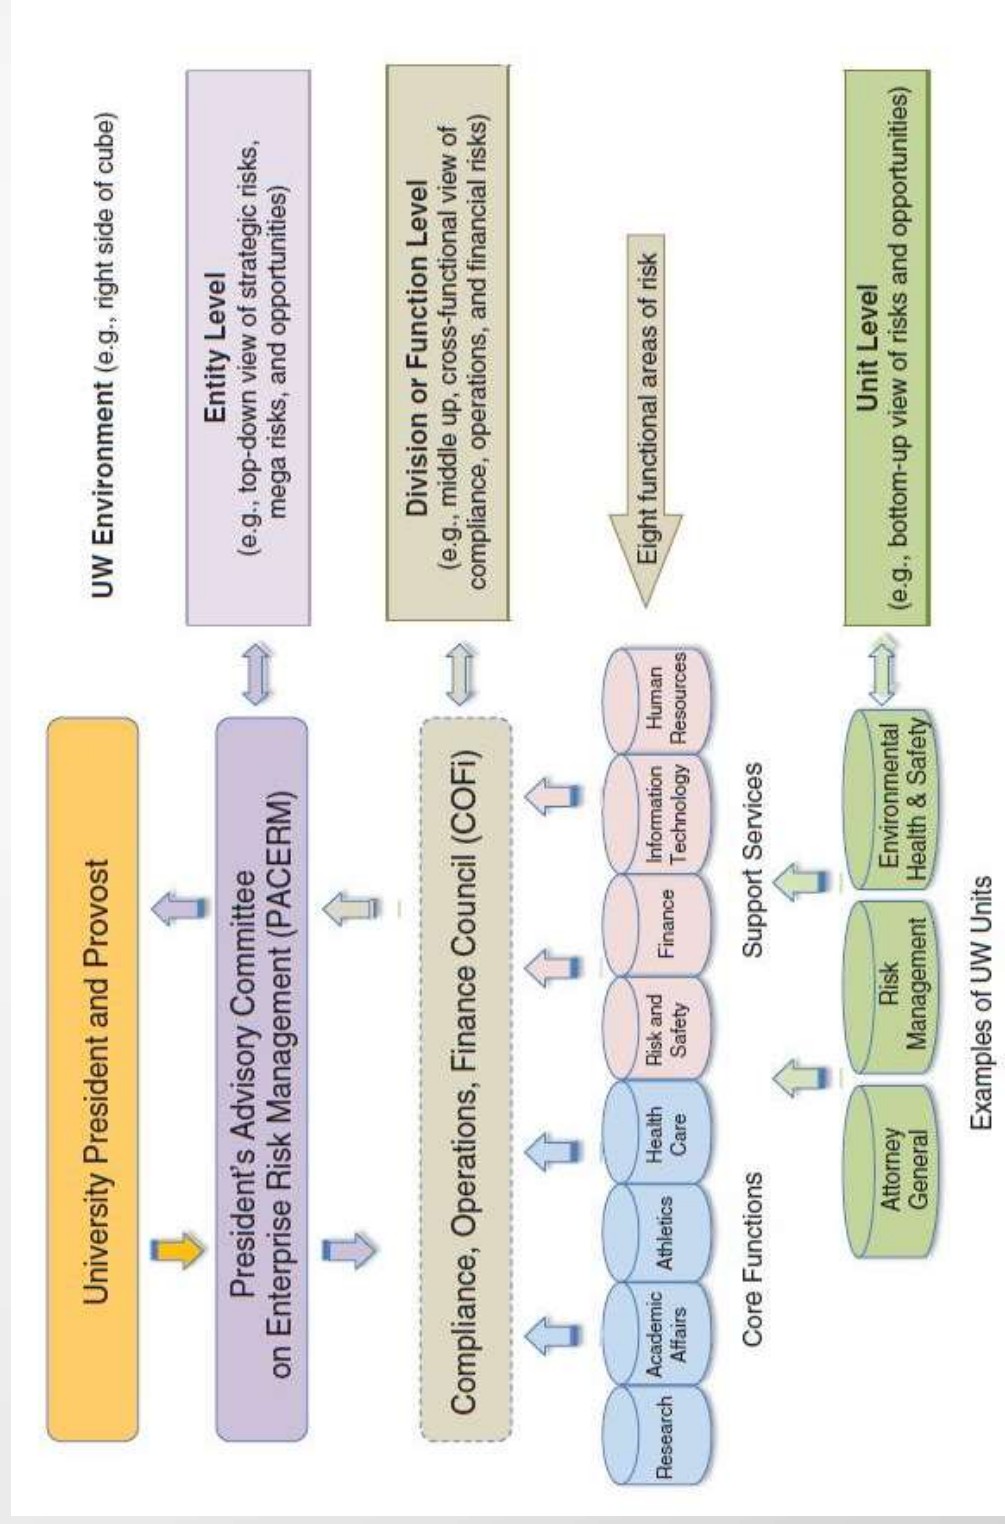 University President and Provost
UW Environment (e.g., right side of cube)
President's Advisory Committee
on Enterprise Risk Management (PACERM)
Entity Level
(e.g., top-down view of strategic risks,
mega risks, and opportunities)
Compliance, Operations, Finance Council (COFi)
Division or Function Level
(e.g., middle up, cross-functional view of
compliance, operations, and financial risks)
Research
Academic
Affairs
Athletics
Health
Care
Risk and
Safety
Finance
Information
Technology
Human
Resources
Eight functional areas of risk
Core Functions
Support Services
Attorney
General
Risk
Management
Environmental
Health & Safety
Unit Level
(e.g., bottom-up view of risks and opportunities)
Examples of UW Units